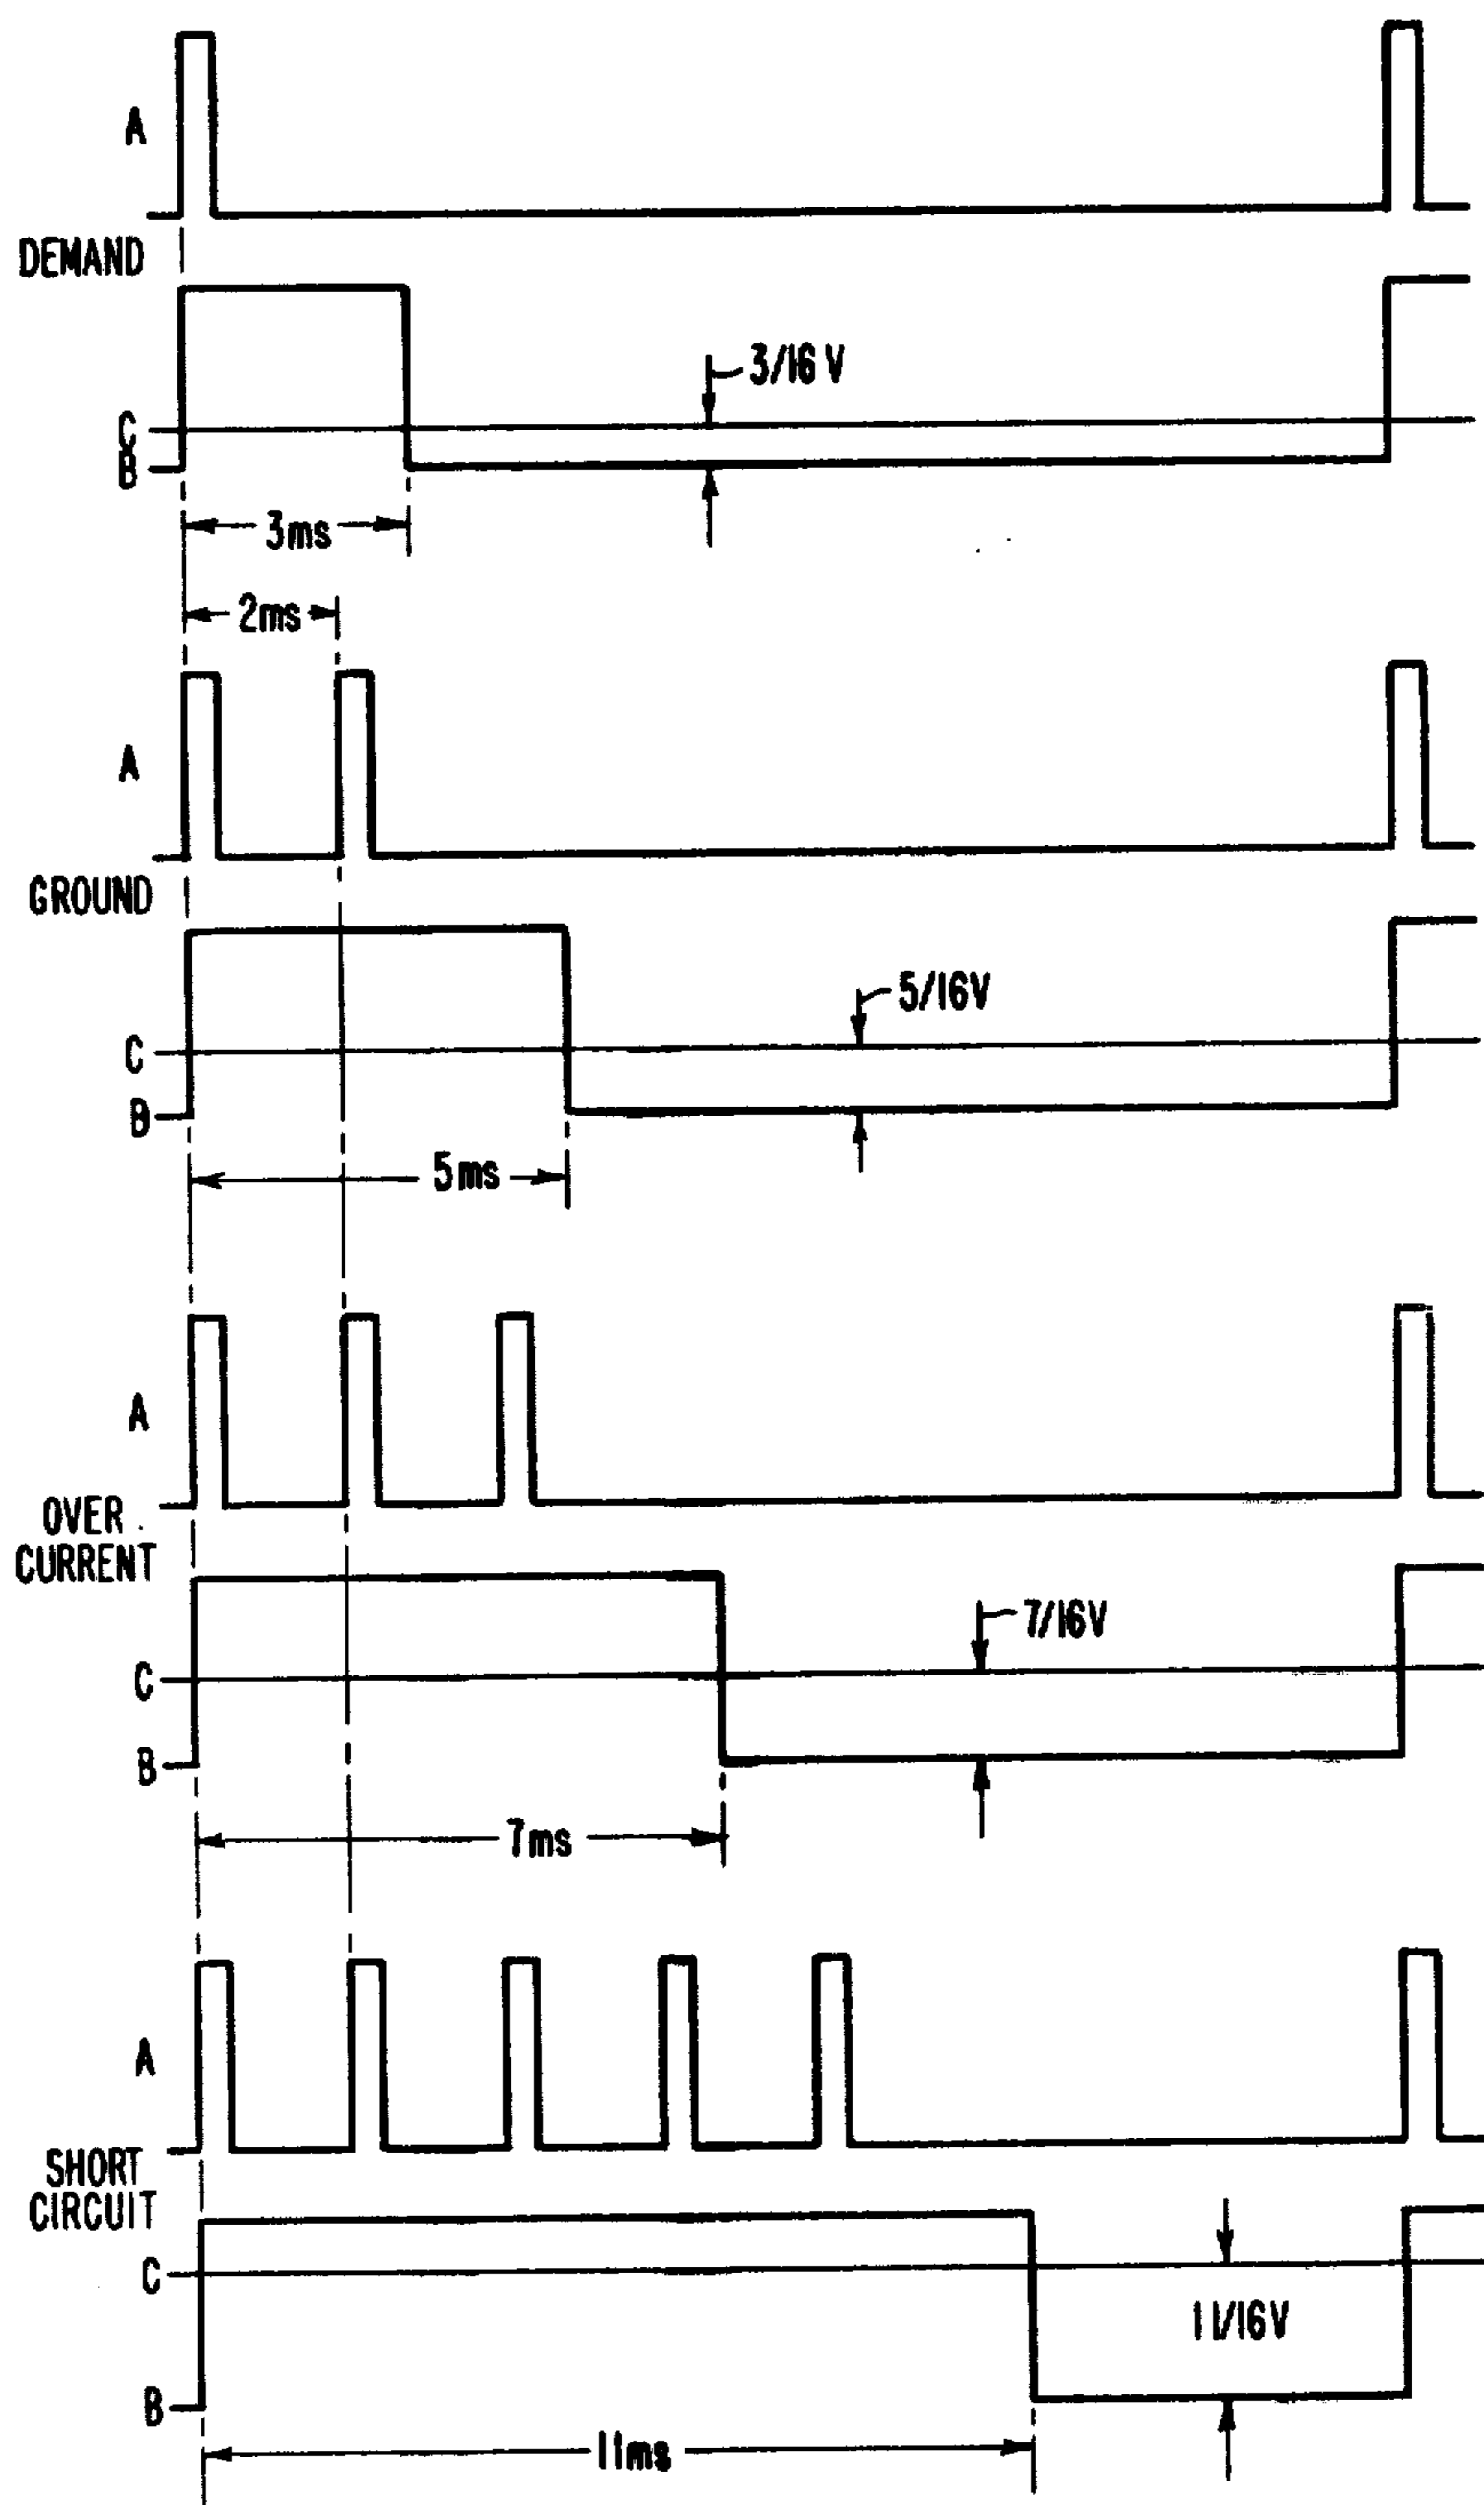 A
DEMAND
3/16 V
C
B
3ms
2ms
A
GROUND
5/16V
C
B
5ms
A
OVER
CURRENT
7/16V
C
B
7ms
A
SHORT
CIRCUIT
C
11/16V
B
11ms